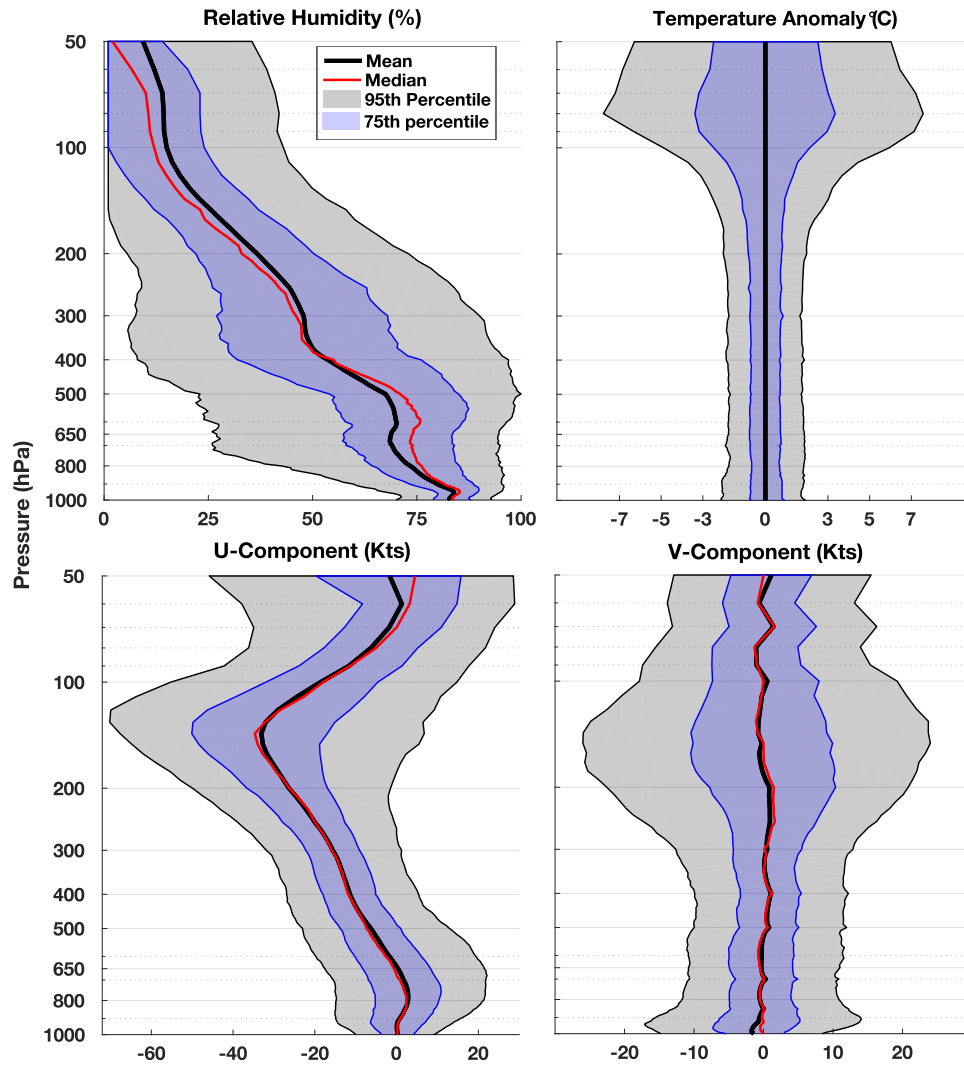 Relative Humidity (%)
50
100
200
300
400
500
650
800
1000
0 25 50 75 100
Mean
Median
95th Percentile
75th percentile
Temperature Anomaly °(C)
-7 -5 -3 0 3 5 7
Pressure (hPa)
U-Component (Kts)
50
100
200
300
400
500
650
800
1000
-60 -40 -20 0 20
V-Component (Kts)
-20 -10 0 10 20